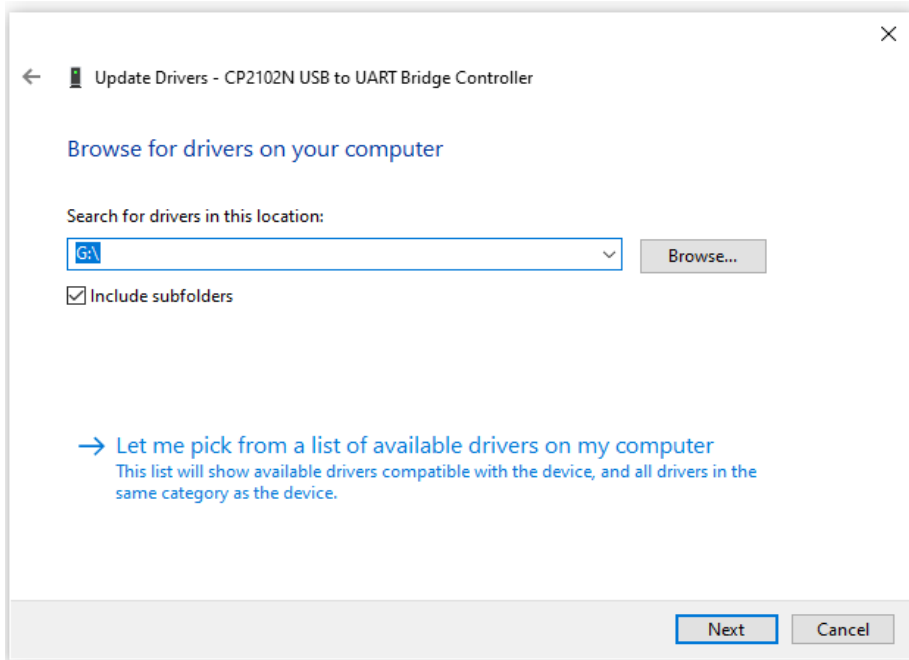 Update Drivers - CP2102N USB to UART Bridge Controller
Browse for drivers on your computer
Search for drivers in this location:
G:\
Browse...
Include subfolders
Let me pick from a list of available drivers on my computer
This list will show available drivers compatible with the device, and all drivers in the
same category as the device.
Next
Cancel